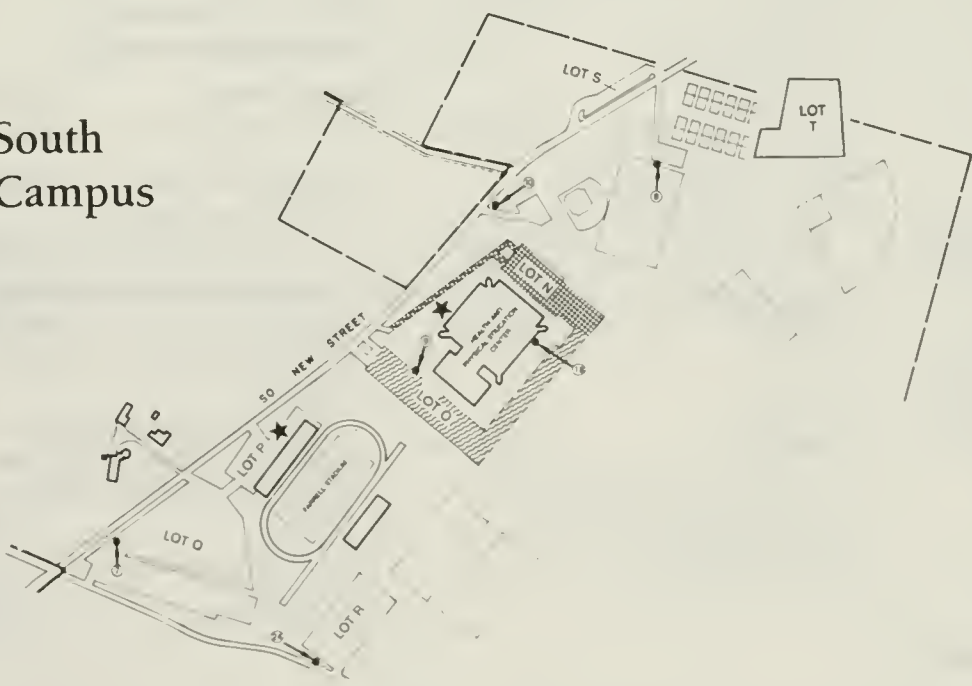 South
Campus
LOT S
LOT
T
LOT N
HEALTH AND
PHYSICAL EDUCATION
CENTER
SO NEW STREET
LOT O
LOT P
FARRELL STADIUM
LOT Q
LOT R